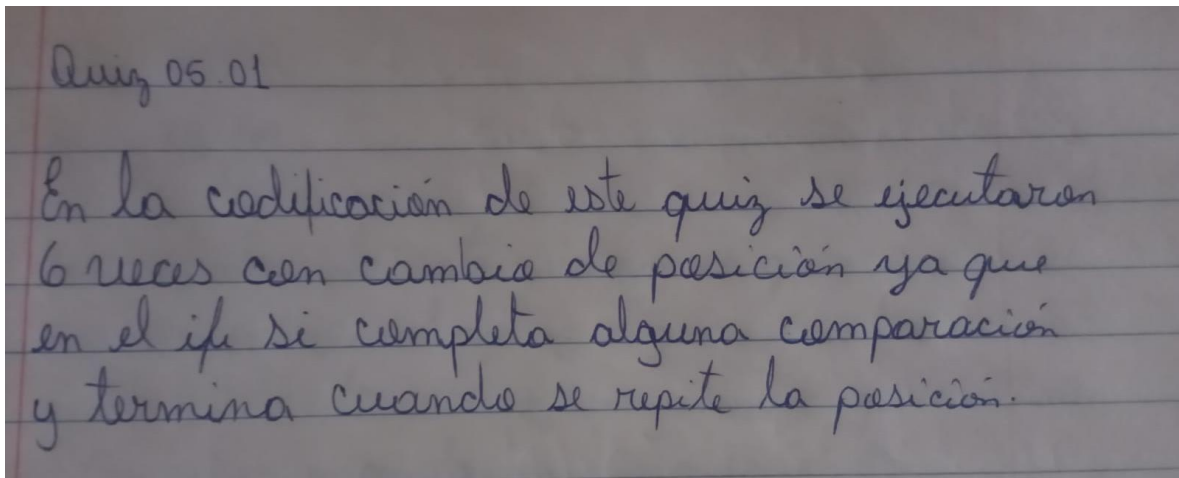 Quiz 05.01
En la codificación de este quiz se ejecutaron
6 veces con cambio de posición ya que
en el if si completa alguna comparación
y termina cuando se repite la posición.